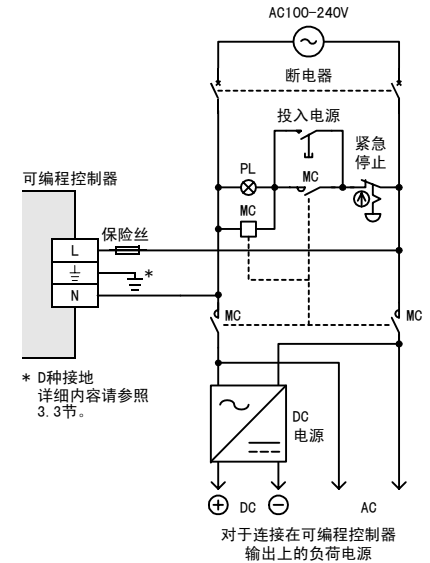 AC100-240V
断电器
投入电源
紧急
停止
PL
MC
MC
可编程控制器
保险丝
L
*
N
MC
MC
* D种接地
详细内容请参照
3.3节。
DC
电源
DC
AC
对于连接在可编程控制器
输出上的负荷电源